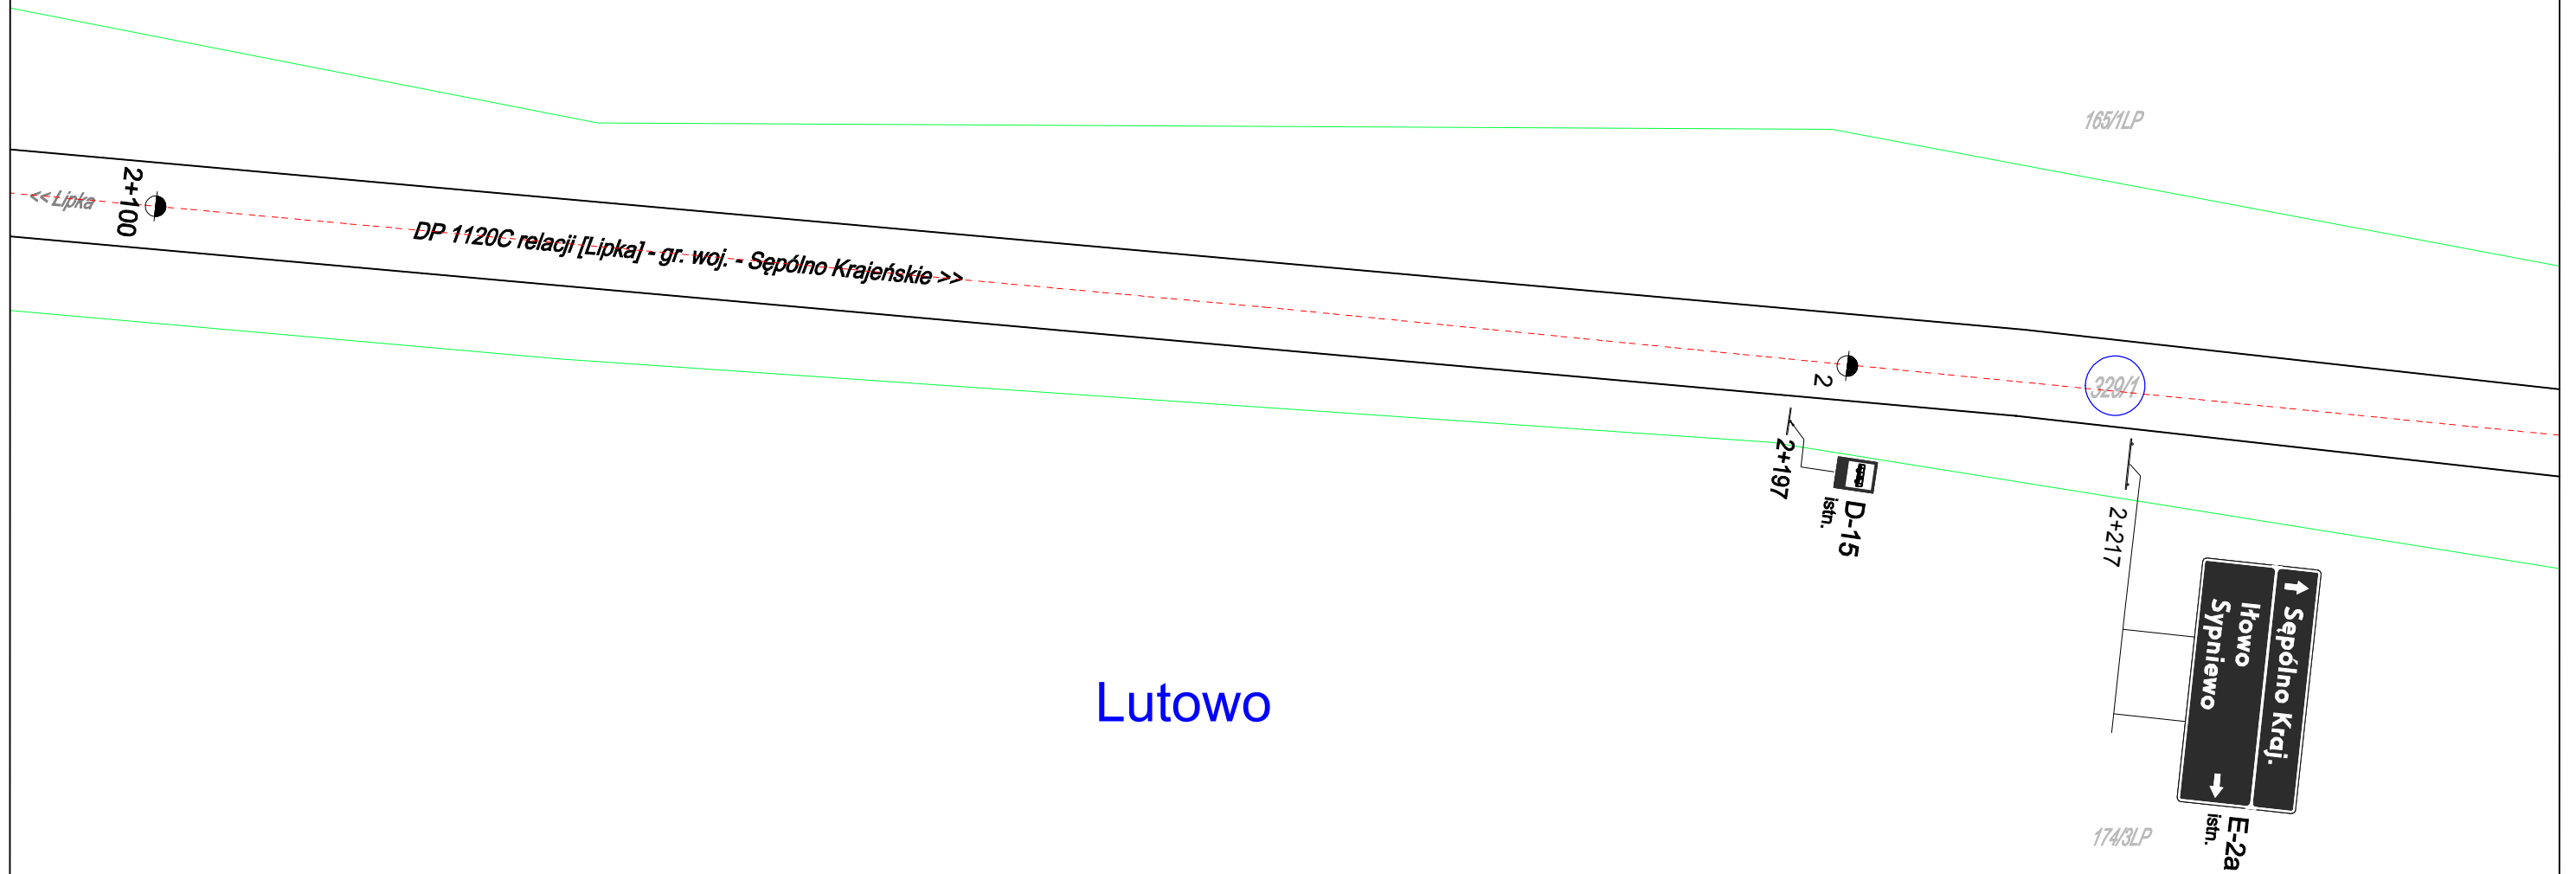 165/1LP
<< Lipka
2+100
DP 1120C relacji [Lipka] - gr. woj. - Sępólno Krajeńskie >>
2
329/1
2+197
D-15
istn.
2+217
Sępólno Kraj.
Iłowo
Sypniewo
E-2a
istn.
Lutowo
174/3LP